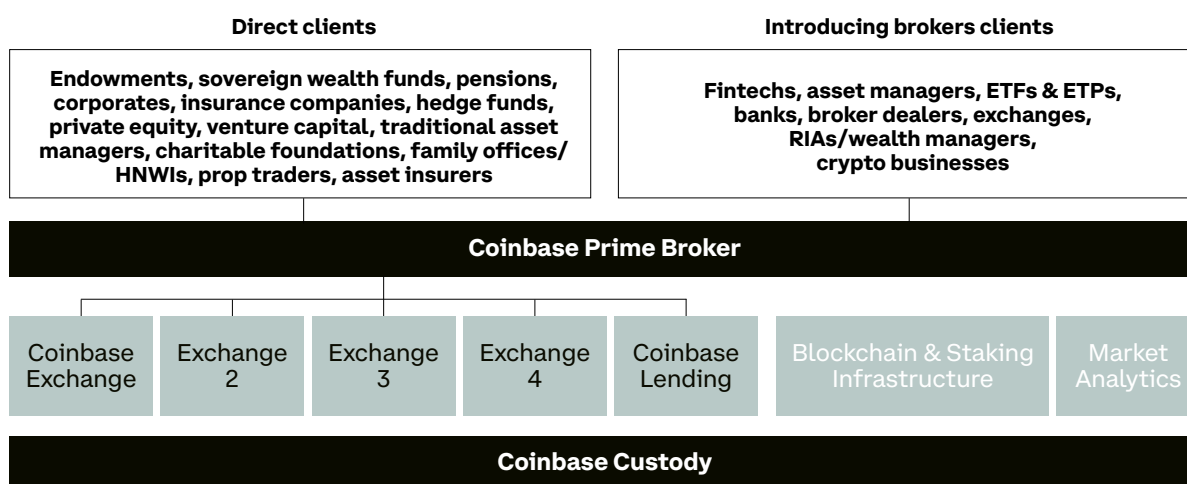 Direct clients
Endowments, sovereign wealth funds, pensions,
corporates, insurance companies, hedge funds,
private equity, venture capital, traditional asset
managers, charitable foundations, family offices/
HNWIs, prop traders, asset insurers
Introducing brokers clients
Fintechs, asset managers, ETFs & ETPs,
banks, broker dealers, exchanges,
RIAs/wealth managers,
crypto businesses
Coinbase Prime Broker
Coinbase
Exchange
Exchange
2
Exchange
3
Exchange
4
Coinbase
Lending
Blockchain & Staking
Infrastructure
Market
Analytics
Coinbase Custody